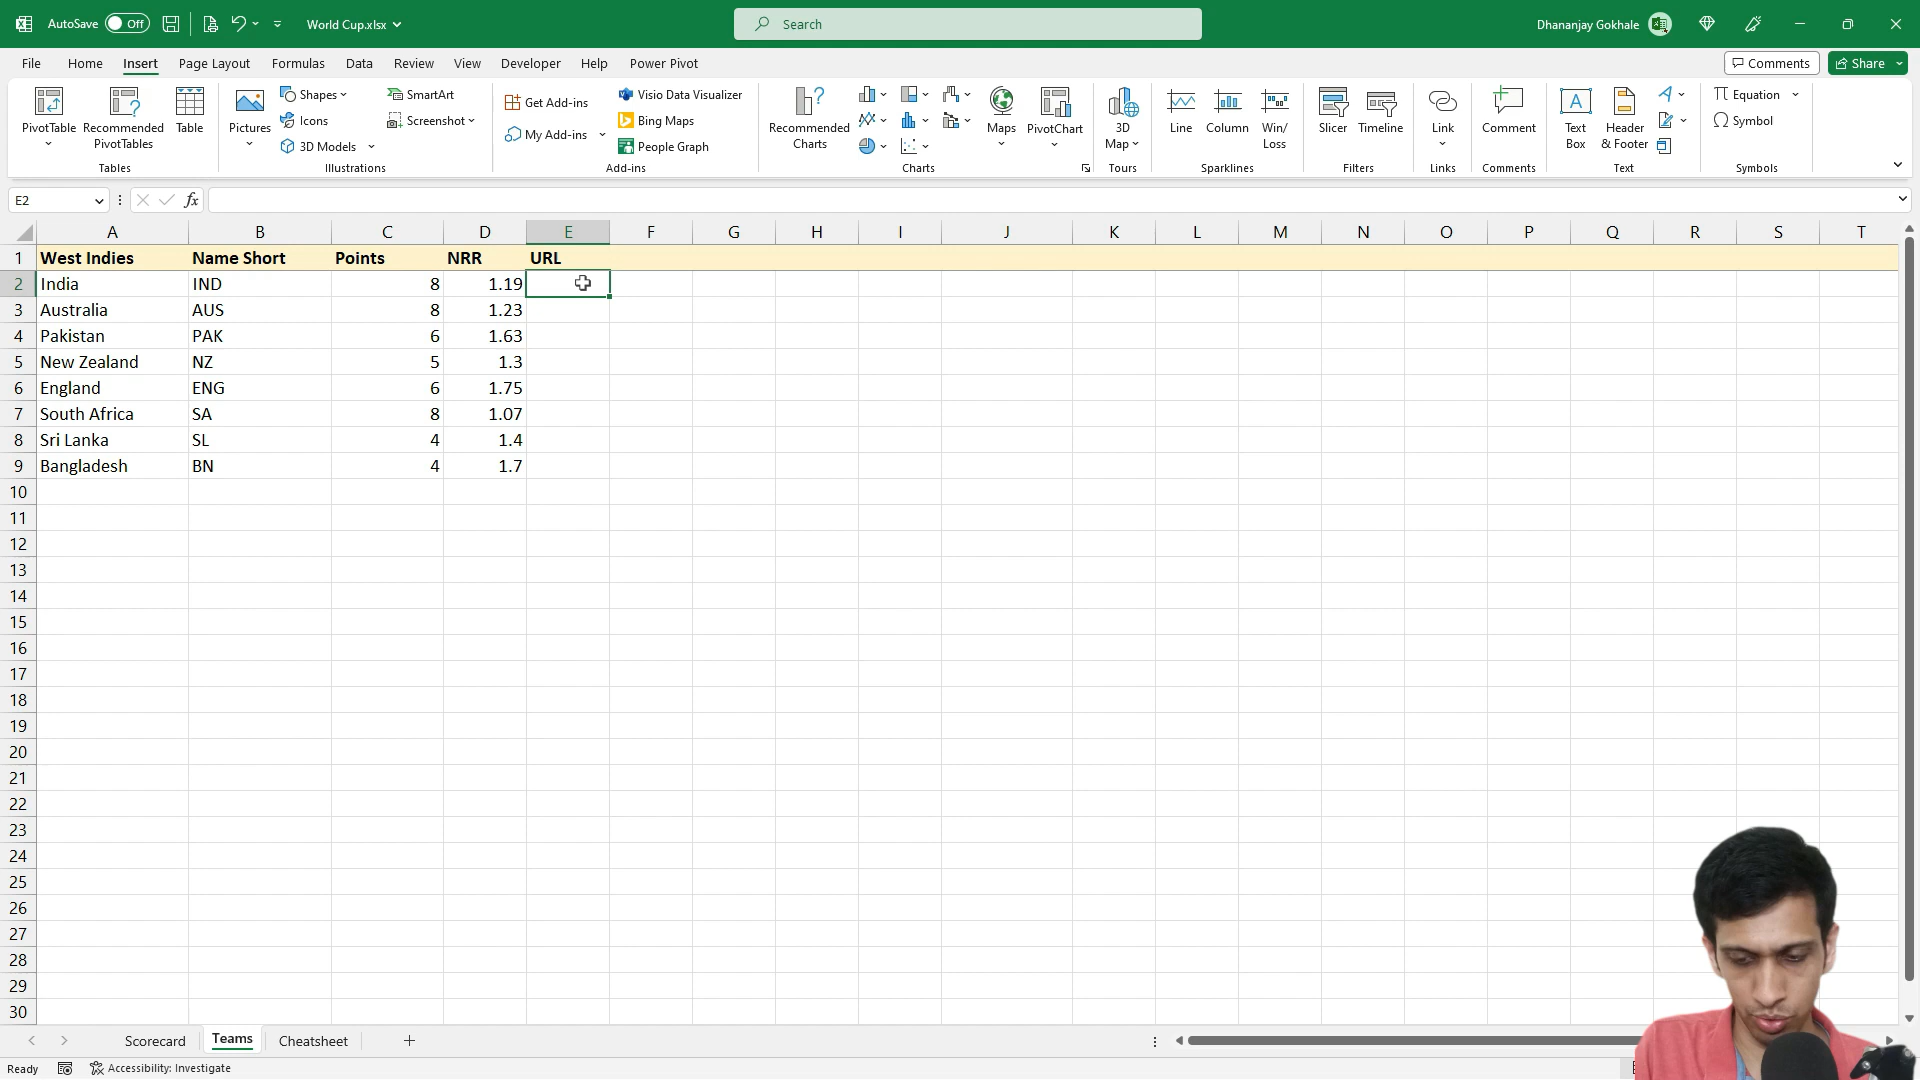 AutoSave Off World Cup.xlsx Search Dhananjay Gokhale
File Home Insert Page Layout Formulas Data Review View Developer Help Power Pivot Comments Share
PivotTable
Recommended PivotTables
Table
Tables
Pictures
Shapes
Icons
3D Models
SmartArt
Screenshot
Illustrations
Get Add-ins
My Add-ins
Visio Data Visualizer
Bing Maps
People Graph
Add-ins
Recommended Charts
Maps
PivotChart
Charts
3D Map
Tours
Line
Column
Win/ Loss
Sparklines
Slicer
Timeline
Filters
Link
Links
Comment
Comments
Text Box
Header & Footer
Text
Equation
Symbol
Symbols
E2 fx
A B C D E F G H I J K L M N O P Q R S T
1 West Indies Name Short Points NRR URL
2 India IND 8 1.19
3 Australia AUS 8 1.23
4 Pakistan PAK 6 1.63
5 New Zealand NZ 5 1.3
6 England ENG 6 1.75
7 South Africa SA 8 1.07
8 Sri Lanka SL 4 1.4
9 Bangladesh BN 4 1.7
10
11
12
13
14
15
16
17
18
19
20
21
22
23
24
25
26
27
28
29
30
Scorecard Teams Cheatsheet
Ready Accessibility: Investigate